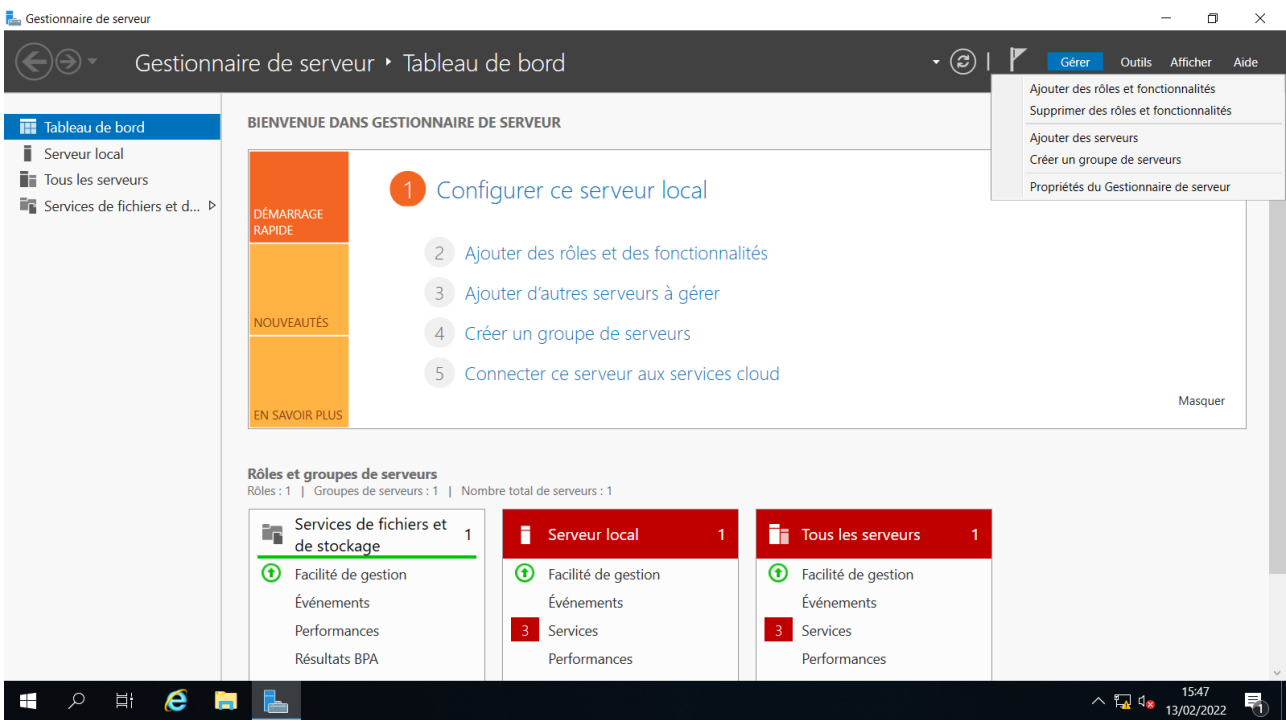 Gestionnaire de serveur
Gestionnaire de serveur
Tableau de bord
Gérer
Outils
Afficher
Aide
Ajouter des rôles et fonctionnalités
Supprimer des rôles et fonctionnalités
Ajouter des serveurs
Créer un groupe de serveurs
Propriétés du Gestionnaire de serveur
Tableau de bord
Serveur local
Tous les serveurs
Services de fichiers et d...
BIENVENUE DANS GESTIONNAIRE DE SERVEUR
DÉMARRAGE
RAPIDE
NOUVEAUTÉS
EN SAVOIR PLUS
1 Configurer ce serveur local
2 Ajouter des rôles et des fonctionnalités
3 Ajouter d'autres serveurs à gérer
4 Créer un groupe de serveurs
5 Connecter ce serveur aux services cloud
Masquer
Rôles et groupes de serveurs
Rôles : 1 | Groupes de serveurs : 1 | Nombre total de serveurs : 1
Services de fichiers et
de stockage
1
Facilité de gestion
Événements
Performances
Résultats BPA
Serveur local 1
Facilité de gestion
Événements
3 Services
Performances
Tous les serveurs 1
Facilité de gestion
Événements
3 Services
Performances
15:47
13/02/2022
1